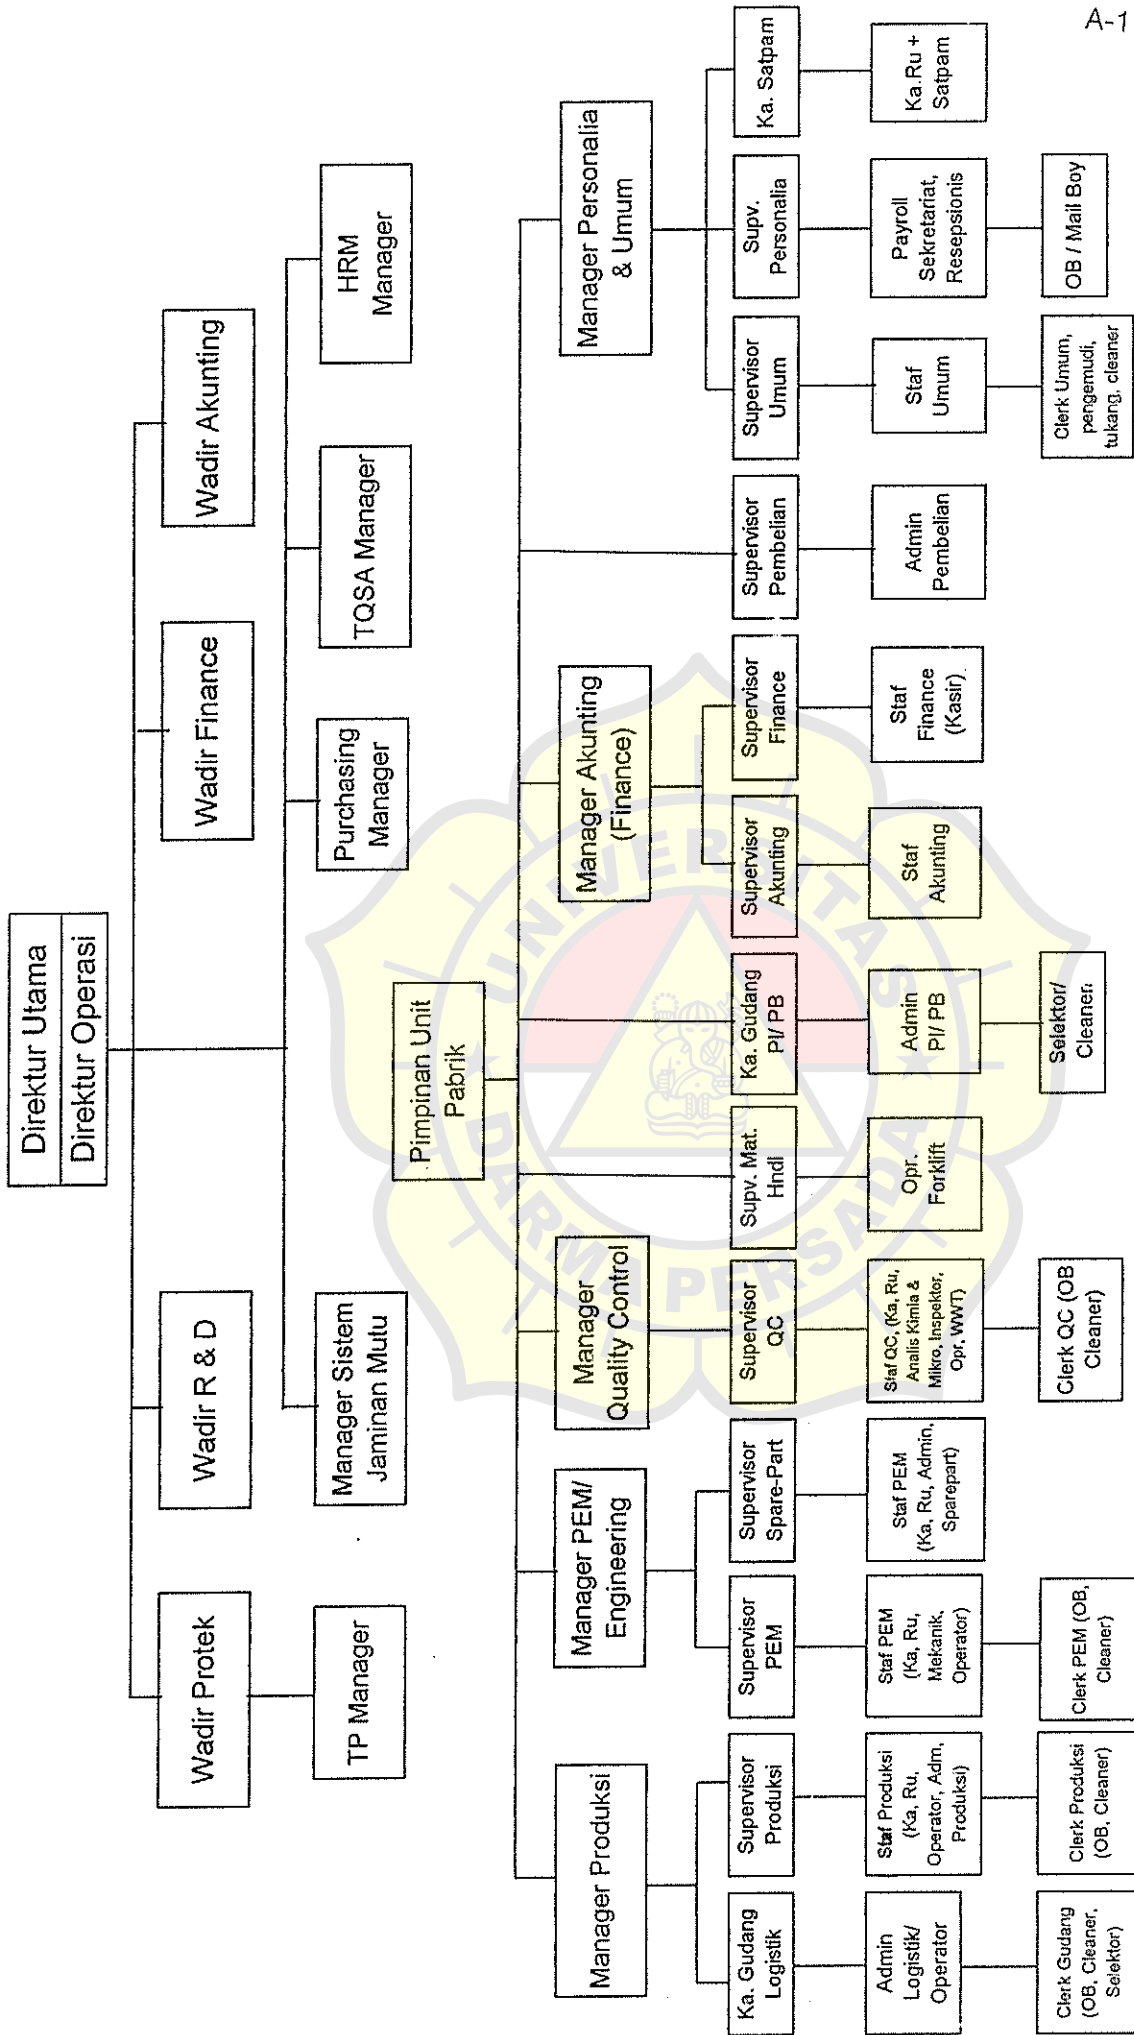 A-1
Direktur Utama
Direktur Operasi
Wadir Protek
Wadir R & D
Wadir Finance
Wadir Akunting
TP Manager
Manager Sistem
Jaminan Mutu
Purchasing
Manager
TQSA Manager
HRM
Manager
Pimpinan Unit
Pabrik
Manager Produksi
Manager PEM/
Engineering
Manager
Quality Control
Manager Akunting
(Finance)
Manager Personalia
& Umum
Ka. Gudang
Logistik
Supervisor
Produksi
Supervisor
PEM
Supervisor
Spare-Part
Supervisor
QC
Supv. Mat.
Hndl
Ka. Gudang
PI/ PB
Supervisor
Akunting
Supervisor
Finance
Supervisor
Pembelian
Supervisor
Umum
Supv.
Personalia
Ka. Satpam
Admin
Logistik/
Operator
Staf Produksi
(Ka, Ru,
Operator, Adm,
Produksi)
Staf PEM
(Ka, Ru,
Mekanik,
Operator)
Staf PEM
(Ka, Ru, Admin,
Sparepart)
Staf QC, (Ka, Ru,
Analis Kimia &
Mikro, Inspektor,
Opr, WWT)
Opr.
Forklift
Admin
PI/ PB
Staf
Akunting
Staf
Finance
(Kasir)
Admin
Pembelian
Staf
Umum
Payroll
Sekretariat,
Resepsionis
Ka.Ru +
Satpam
Clerk Gudang
(OB, Cleaner,
Selektor)
Clerk Produksi
(OB, Cleaner)
Clerk PEM (OB,
Cleaner)
Clerk QC (OB
Cleaner)
Selektor/
Cleaner
Clerk Umum,
pengemudi,
tukang, cleaner
OB / Mail Boy
UNIVERSITAS
DARMA PERSADA